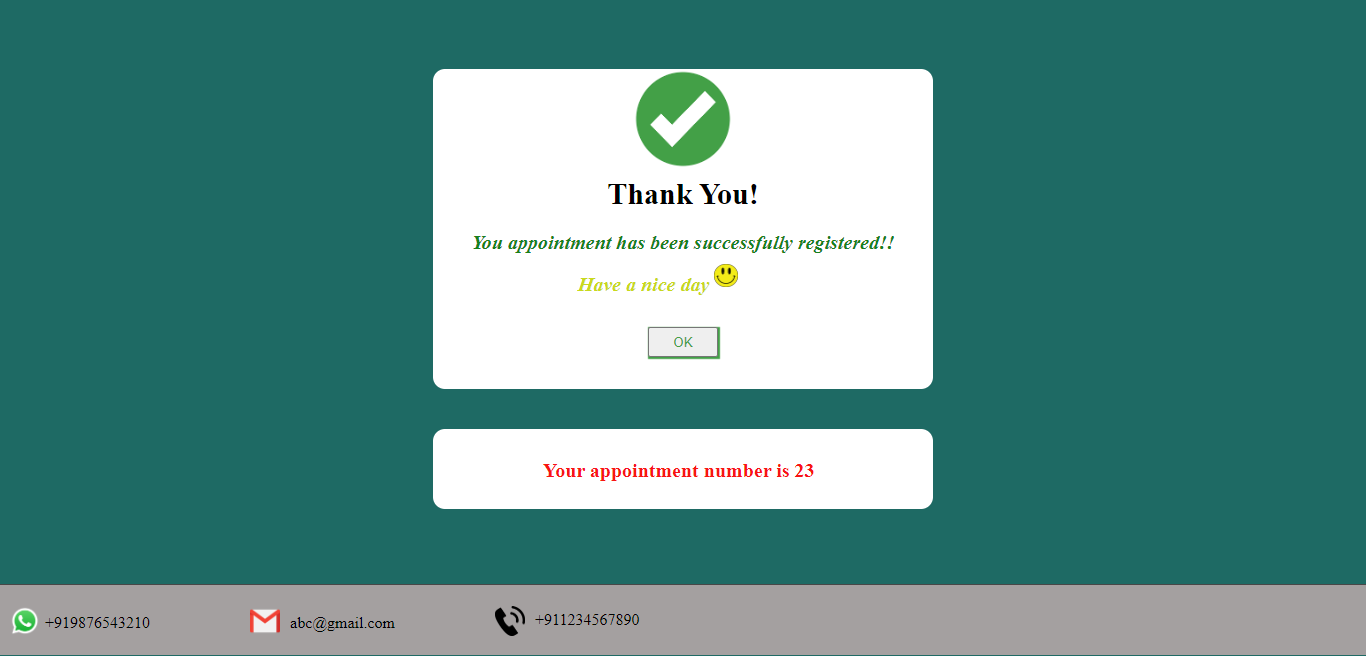 Thank You!
You appointment has been successfully registered!!
Have a nice day
OK
Your appointment number is 23
+919876543210
abc@gmail.com
+911234567890